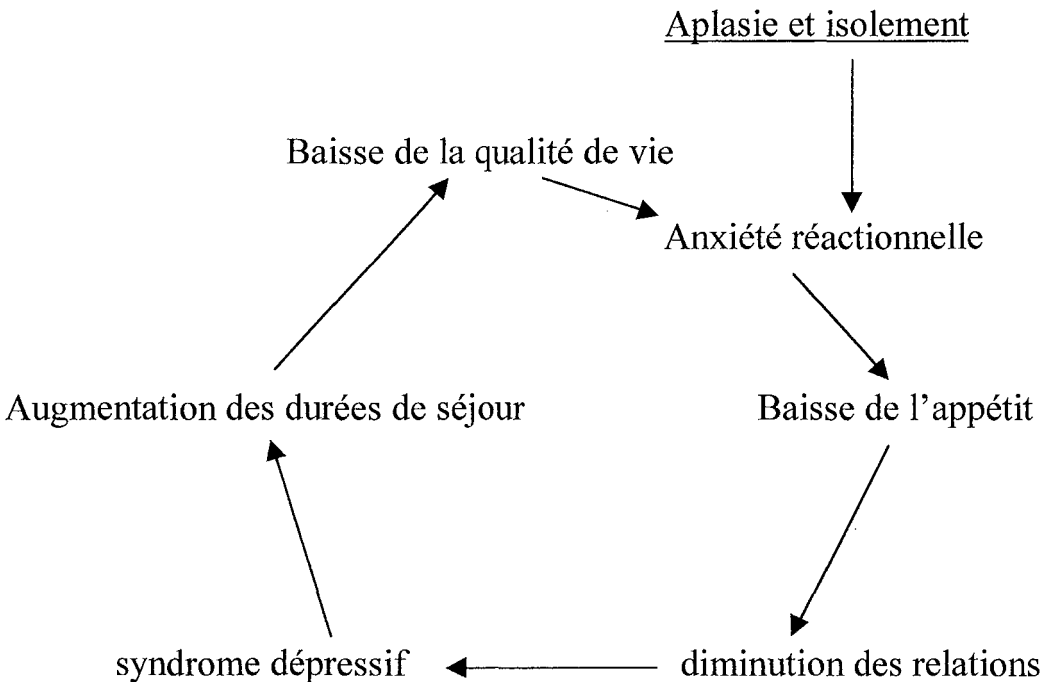 Aplasie et isolement
Baisse de la qualité de vie
Anxiété réactionnelle
Augmentation des durées de séjour
Baisse de l’appétit
syndrome dépressif
diminution des relations